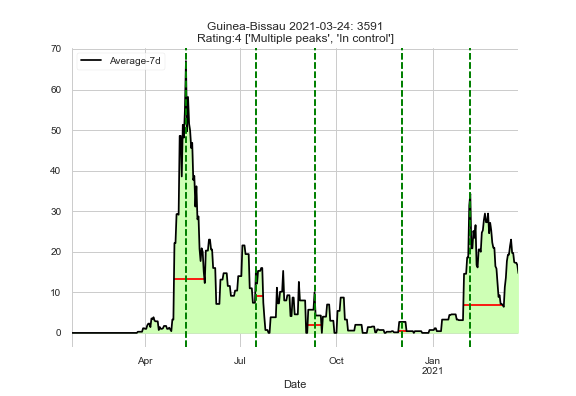 Guinea-Bissau 2021-03-24: 3591
Rating:4 ['Multiple peaks', 'In control']
Average-7d
70
60
50
40
30
20
10
0
Apr
Jul
Oct
Jan
2021
Date